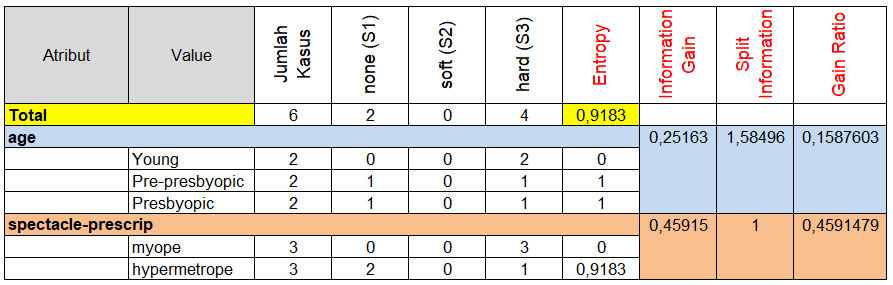 Atribut Value Jumlah Kasus none (S1) soft (S2) hard (S3) Entropy Information Gain Split Information Gain Ratio
Total 6 2 0 4 0,9183
age 0,25163 1,58496 0,1587603
Young 2 0 0 2 0
Pre-presbyopic 2 1 0 1 1
Presbyopic 2 1 0 1 1
spectacle-prescrip 0,45915 1 0,4591479
myope 3 0 0 3 0
hypermetrope 3 2 0 1 0,9183